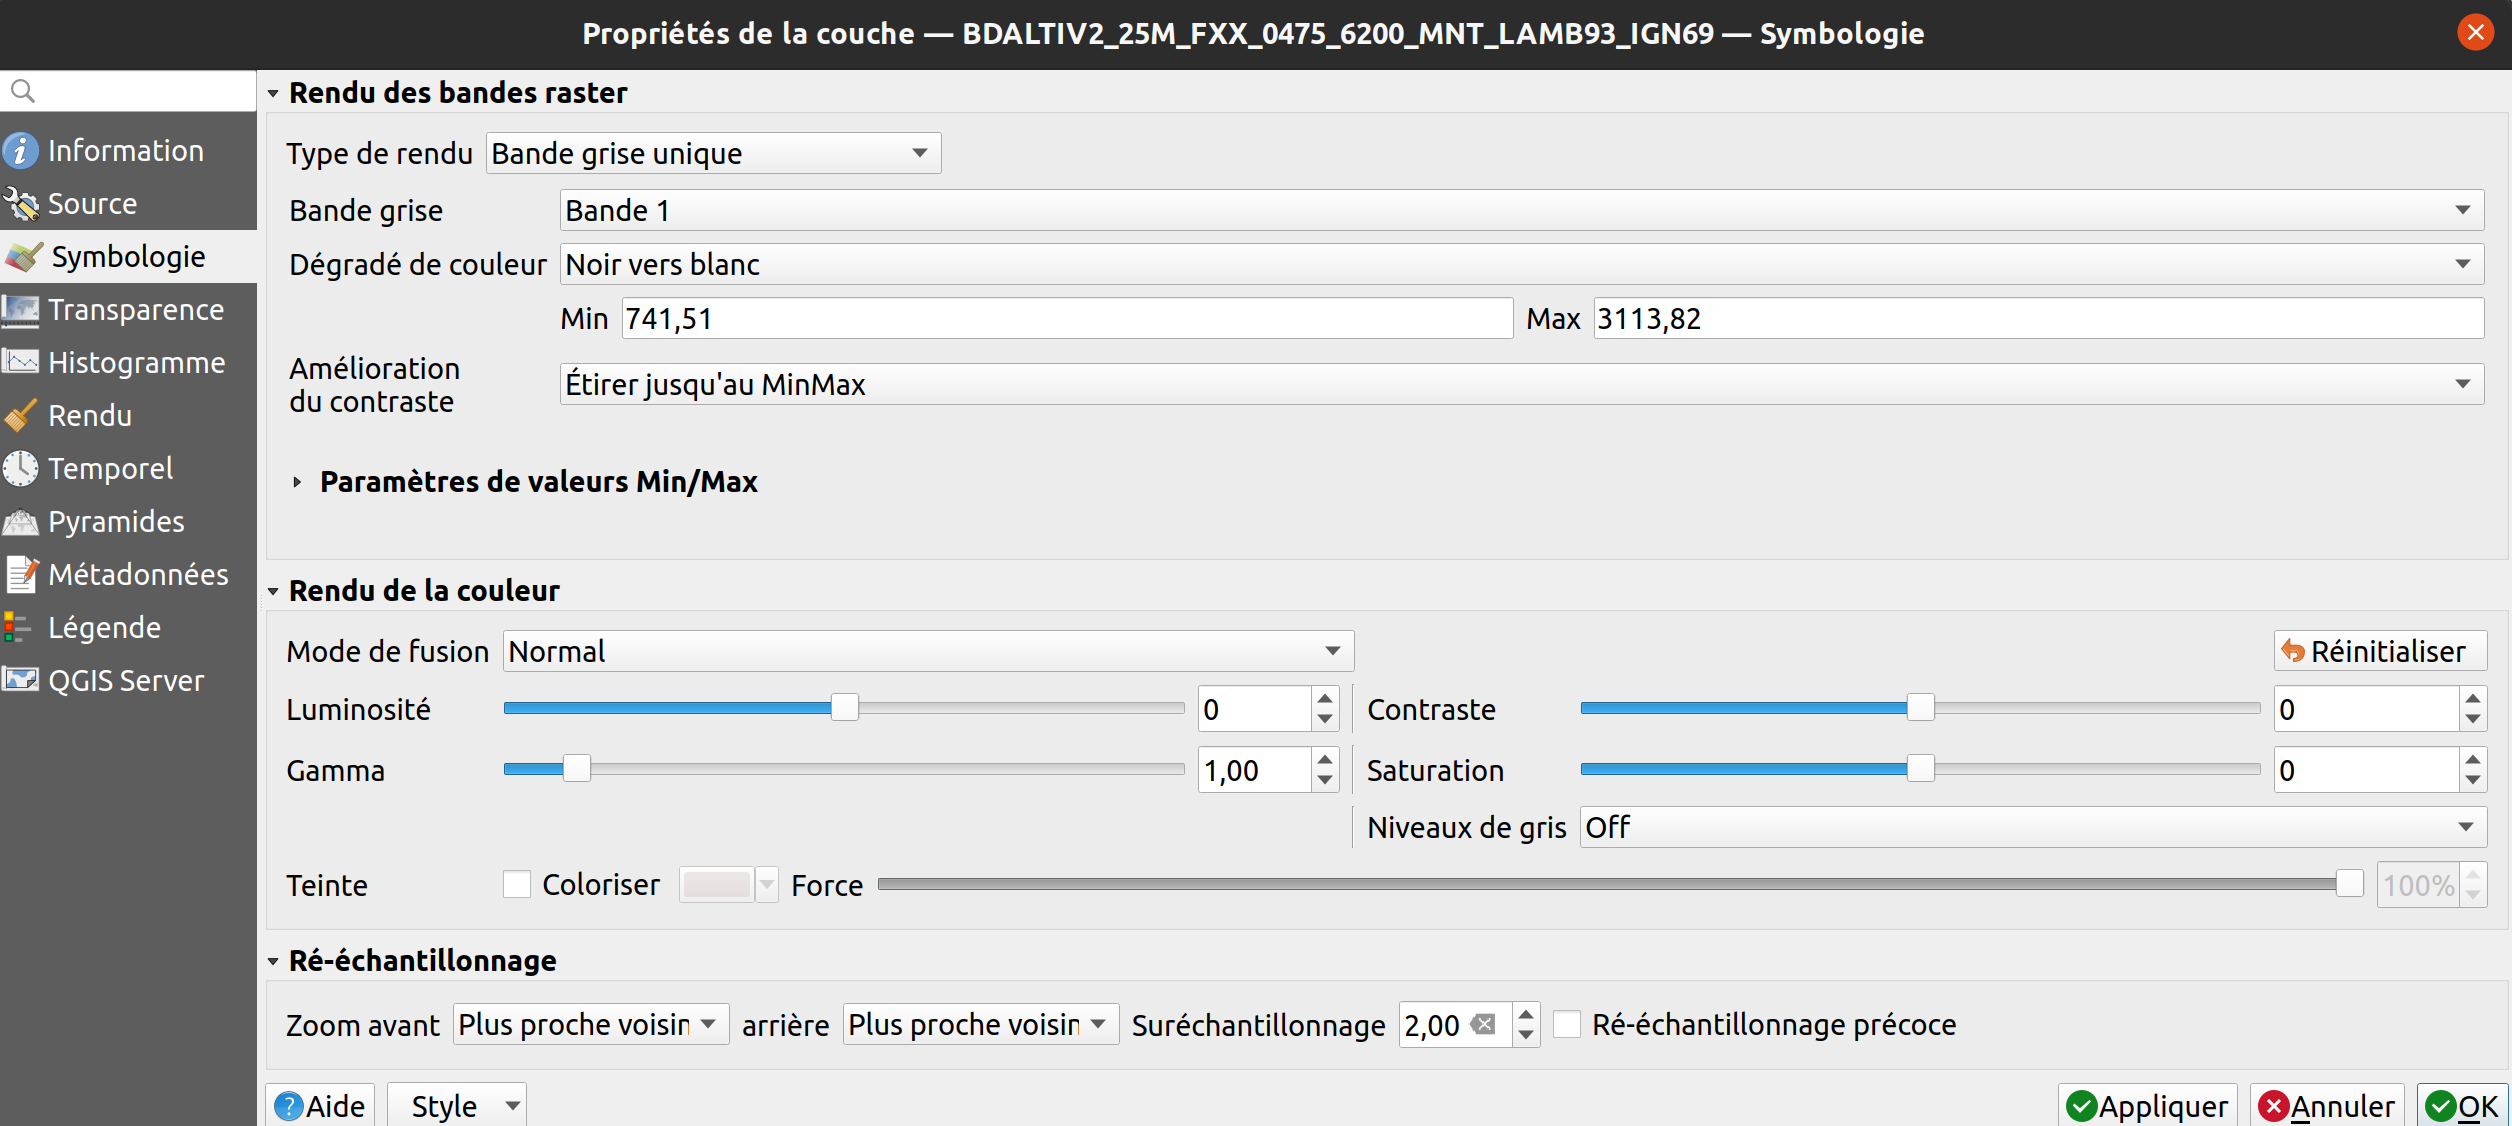 Propriétés de la couche — BDALTIV2_25M_FXX_0475_6200_MNT_LAMB93_IGN69 — Symbologie
Information
Source
Symbologie
Transparence
Histogramme
Rendu
Temporel
Pyramides
Métadonnées
Légende
QGIS Server
Rendu des bandes raster
Type de rendu Bande grise unique
Bande grise Bande 1
Dégradé de couleur Noir vers blanc
Min 741,51 Max 3113,82
Amélioration
du contraste
Étirer jusqu'au MinMax
Paramètres de valeurs Min/Max
Rendu de la couleur
Mode de fusion Normal Réinitialiser
Luminosité 0 Contraste 0
Gamma 1,00 Saturation 0
Niveaux de gris Off
Teinte Coloriser Force 100%
Ré-échantillonnage
Zoom avant Plus proche voisin arrière Plus proche voisin Suréchantillonnage 2,00 Ré-échantillonnage précoce
Aide Style Appliquer Annuler OK